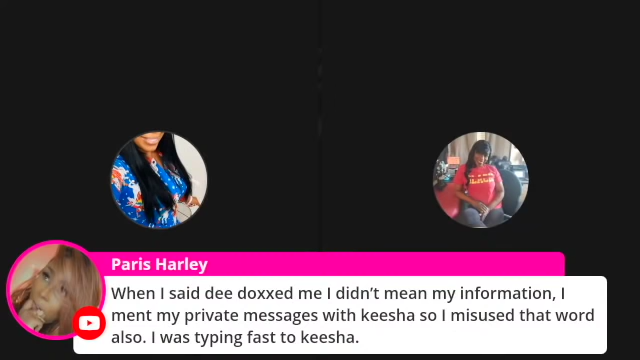 Paris Harley
When I said dee doxxed me I didn’t mean my information, I
ment my private messages with keesha so I misused that word
also. I was typing fast to keesha.